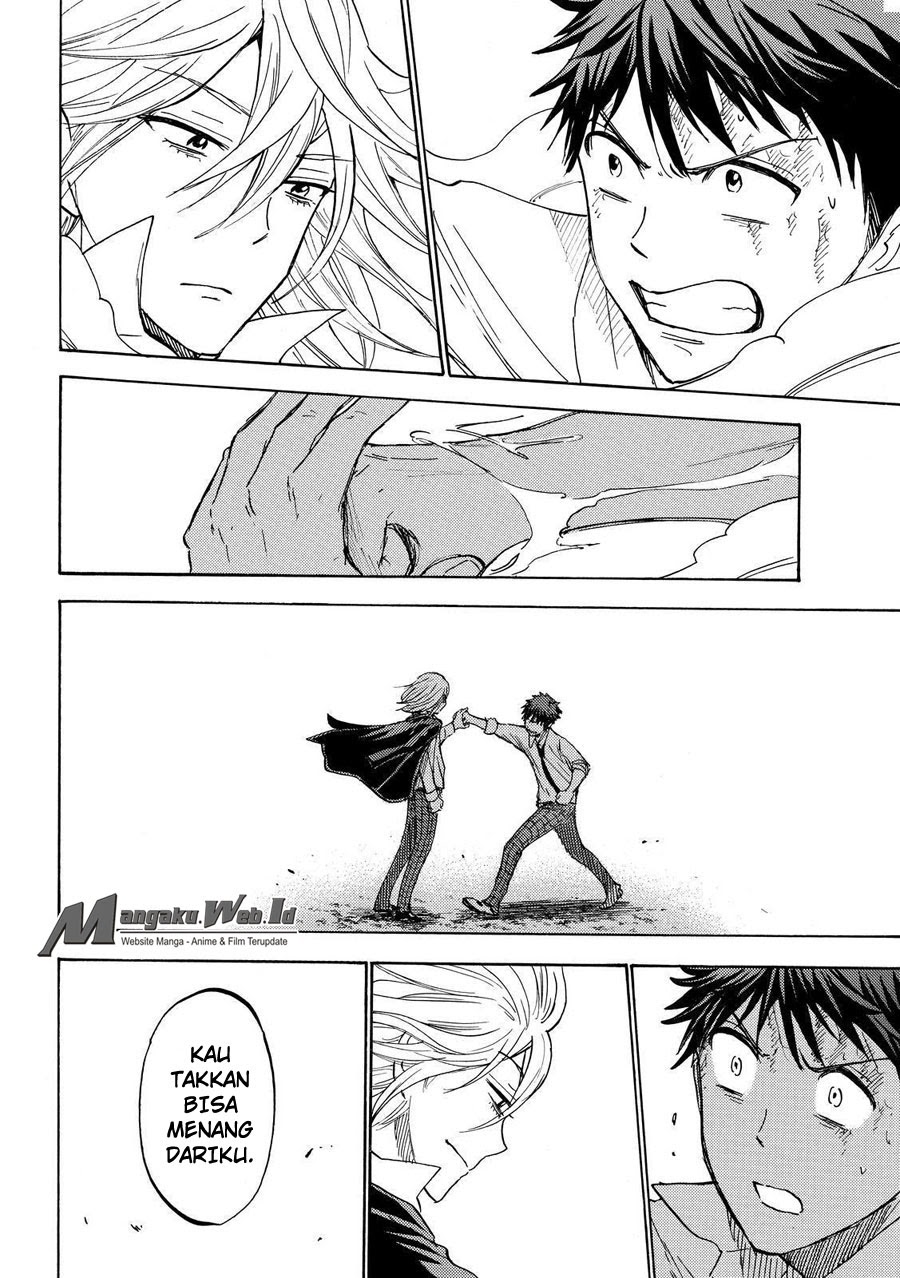 Mangaku.Web.Id
Website Manga - Anime & Film Terupdate
KAU
TAKKAN
BISA
MENANG
DARIKU.